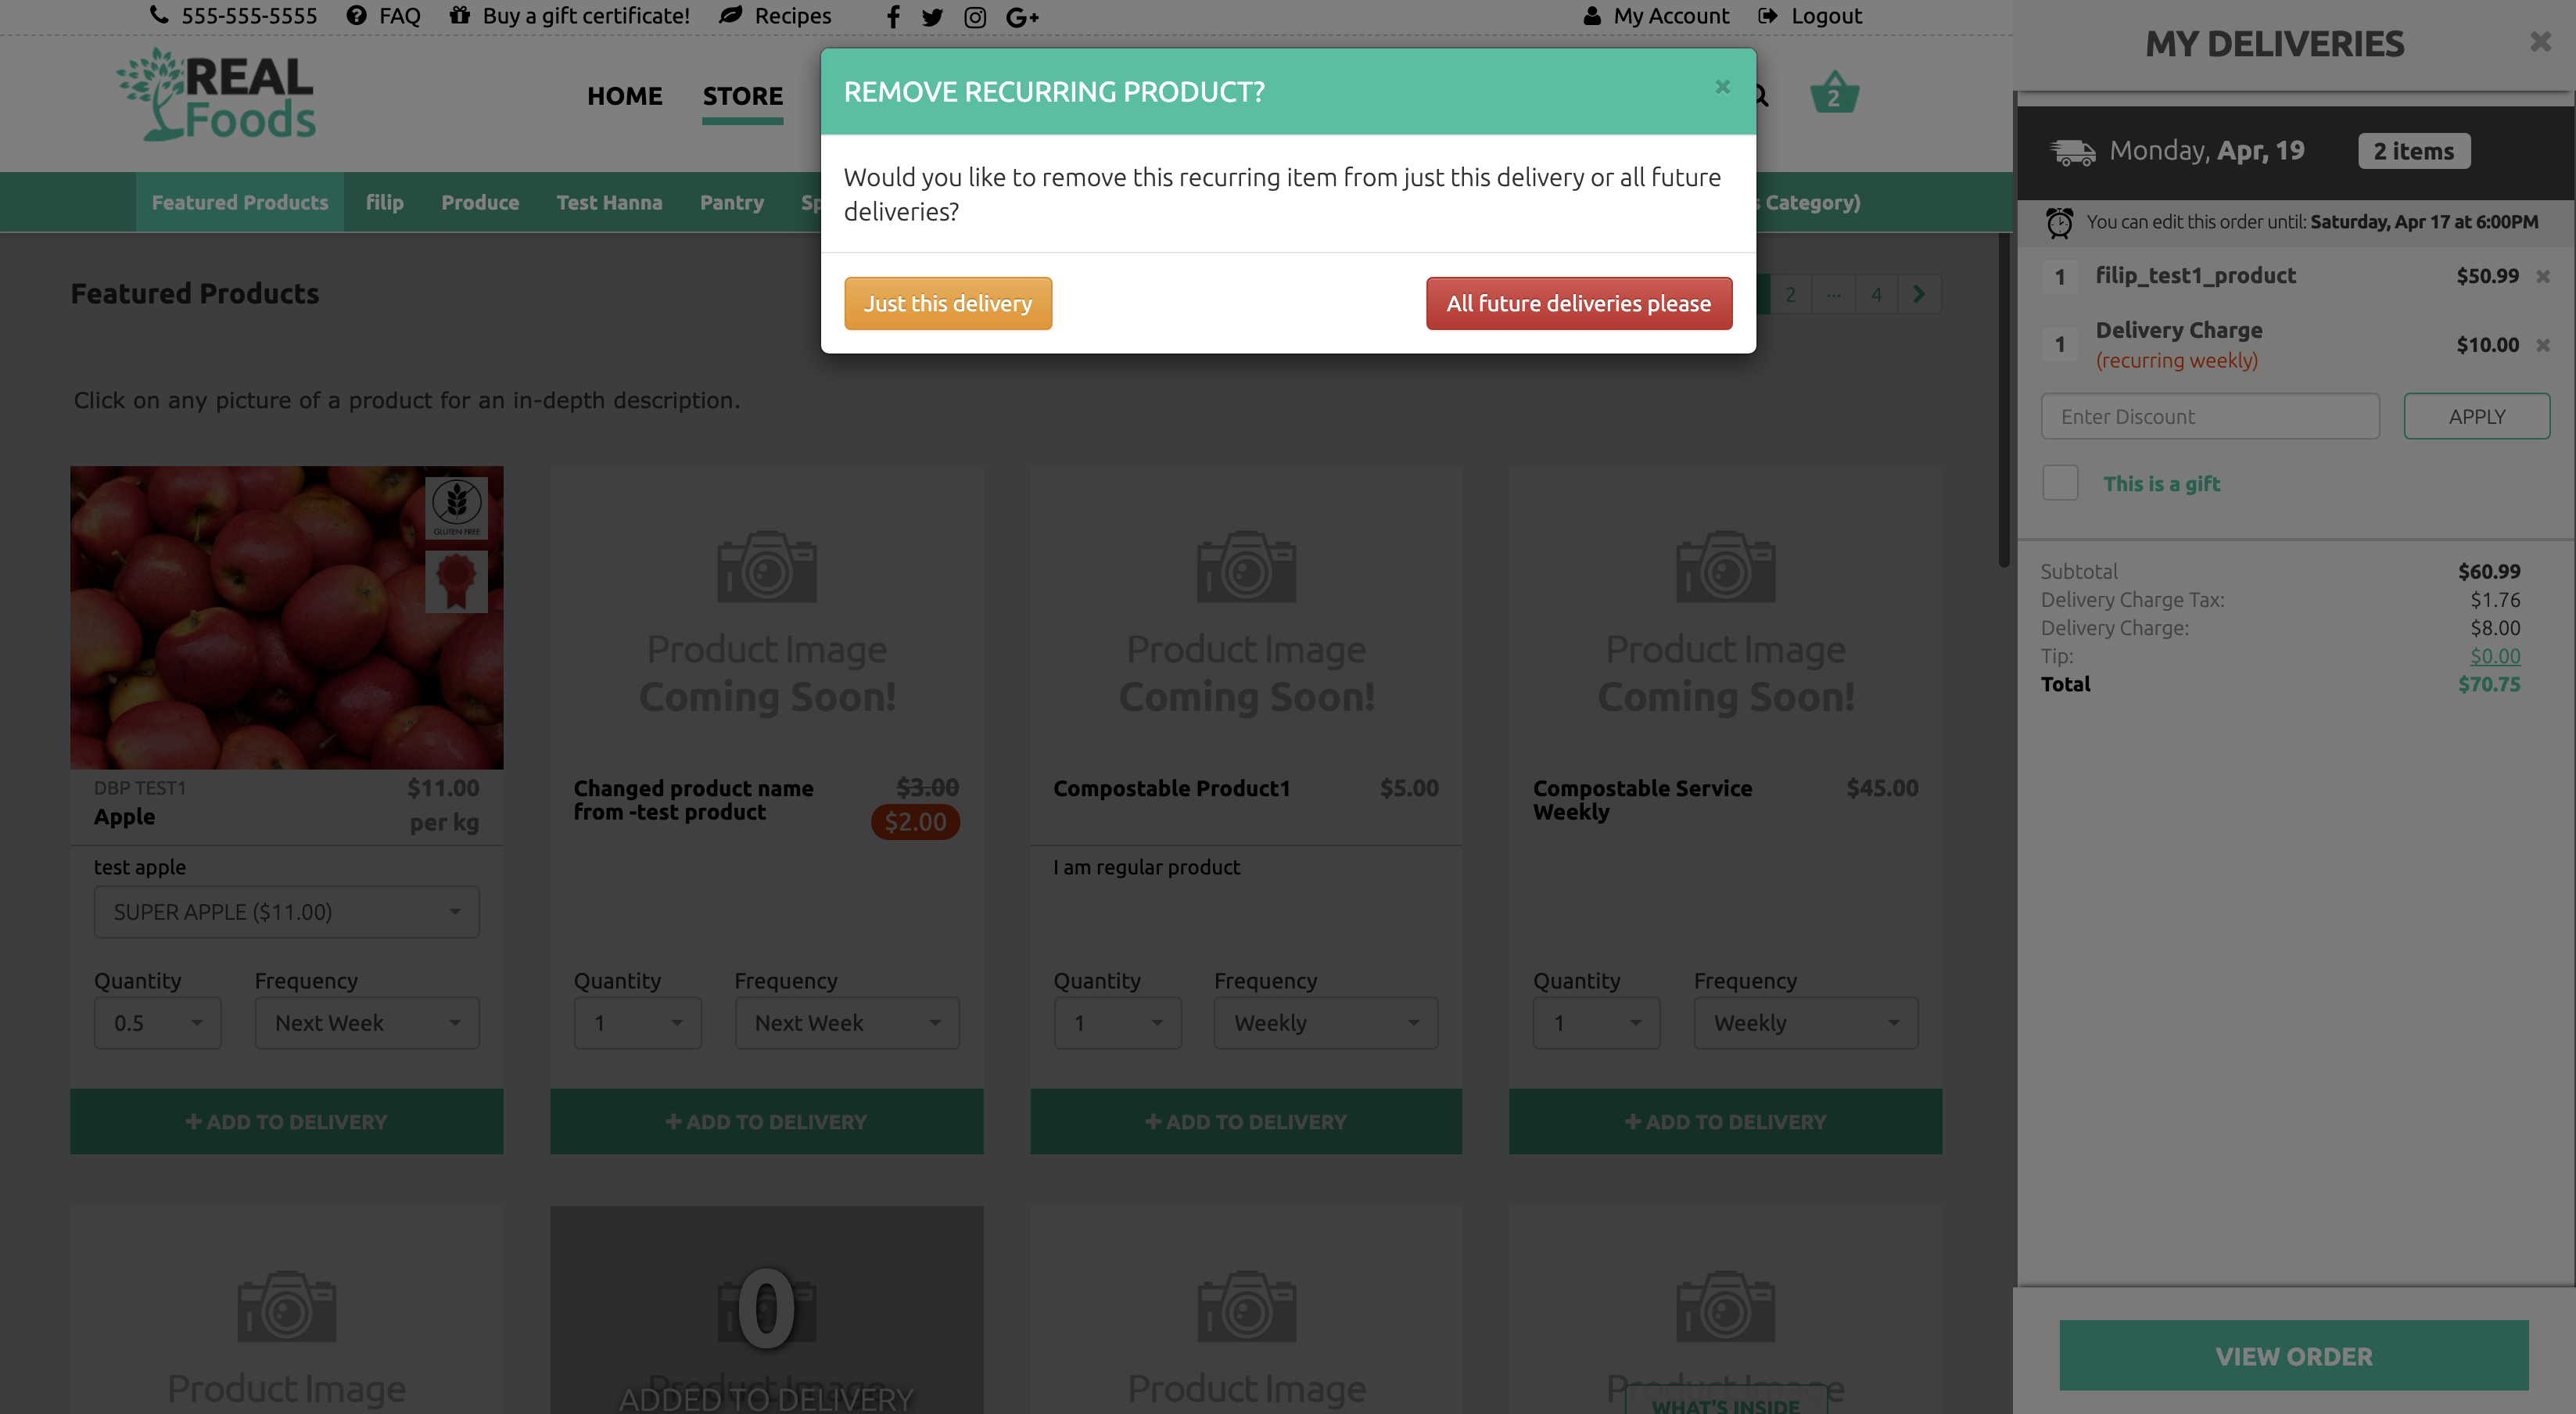 555-555-5555 FAQ Buy a gift certificate! Recipes My Account Logout
REAL
Foods
HOME STORE
2
Featured Products filip Produce Test Hanna Pantry Category)
REMOVE RECURRING PRODUCT?
Would you like to remove this recurring item from just this delivery or all future
deliveries?
Just this delivery All future deliveries please
Featured Products
2 ... 4
Click on any picture of a product for an in-depth description.
GLUTEN FREE
DBP TEST1 $11.00
Apple per kg
test apple
SUPER APPLE ($11.00)
Quantity Frequency
0.5 Next Week
+ ADD TO DELIVERY
Product Image
Coming Soon!
Changed product name $3.00
from -test product $2.00
Quantity Frequency
1 Next Week
+ ADD TO DELIVERY
Product Image
Coming Soon!
Compostable Product1 $5.00
I am regular product
Quantity Frequency
1 Weekly
+ ADD TO DELIVERY
Product Image
Coming Soon!
Compostable Service $45.00
Weekly
Quantity Frequency
1 Weekly
+ ADD TO DELIVERY
Product Image
0
Product Image
ADDED TO DELIVERY
Product Image
Product Image
WHAT'S INSIDE
MY DELIVERIES
Monday, Apr, 19 2 items
You can edit this order until: Saturday, Apr 17 at 6:00PM
1 filip_test1_product $50.99
1 Delivery Charge $10.00
(recurring weekly)
Enter Discount APPLY
This is a gift
Subtotal $60.99
Delivery Charge Tax: $1.76
Delivery Charge: $8.00
Tip: $0.00
Total $70.75
VIEW ORDER